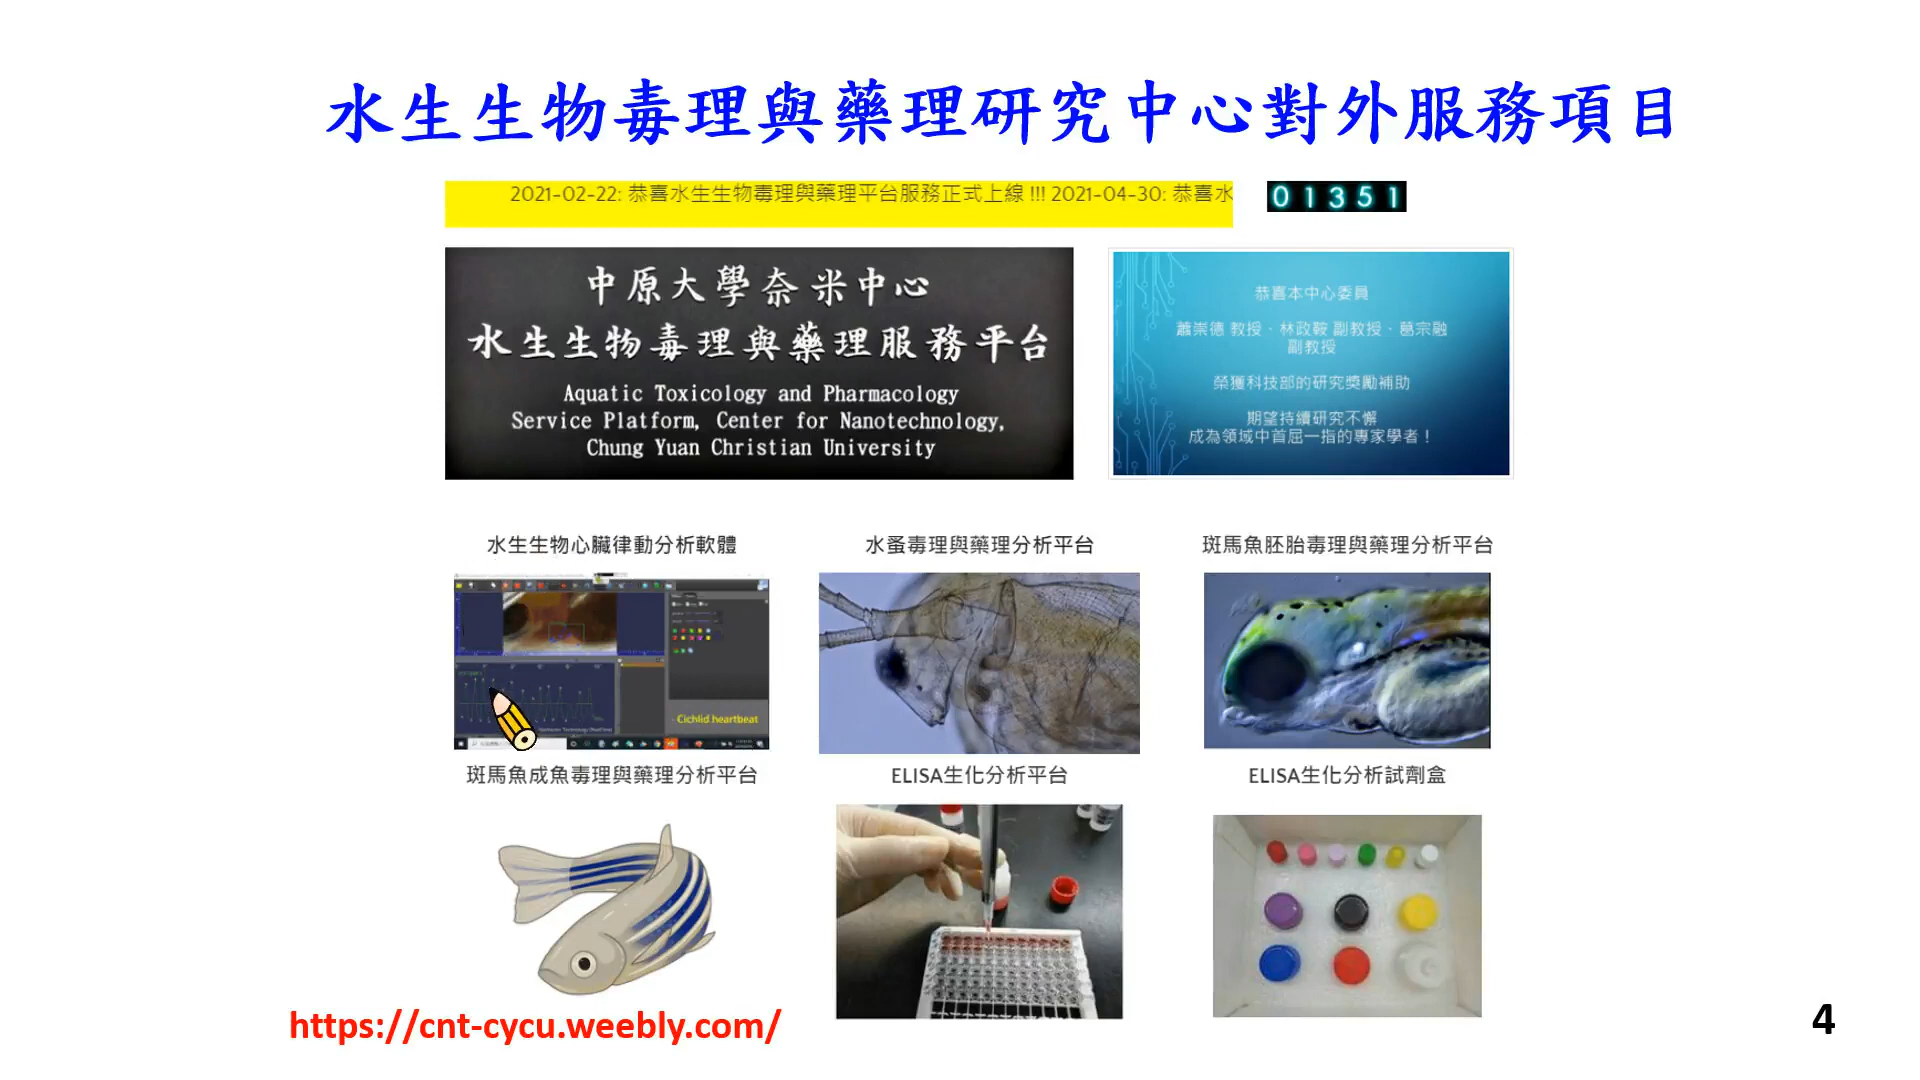 水生生物毒理與藥理研究中心對外服務項目
2021-02-22: 恭喜水生生物毒理與藥理平台服務正式上線 !!! 2021-04-30: 恭喜水
01351
中原大學奈米中心
水生生物毒理與藥理服務平台
Aquatic Toxicology and Pharmacology
Service Platform, Center for Nanotechnology,
Chung Yuan Christian University
恭喜本中心委員
蕭崇德 教授、林政鞍 副教授、葛宗融
副教授
榮獲科技部的研究獎勵補助
期望持續研究不懈
成為領域中首屈一指的專家學者！
水生生物心臟律動分析軟體
水蚤毒理與藥理分析平台
斑馬魚胚胎毒理與藥理分析平台
Cichlid heartbeat
斑馬魚成魚毒理與藥理分析平台
ELISA生化分析平台
ELISA生化分析試劑盒
https://cnt-cycu.weebly.com/
4